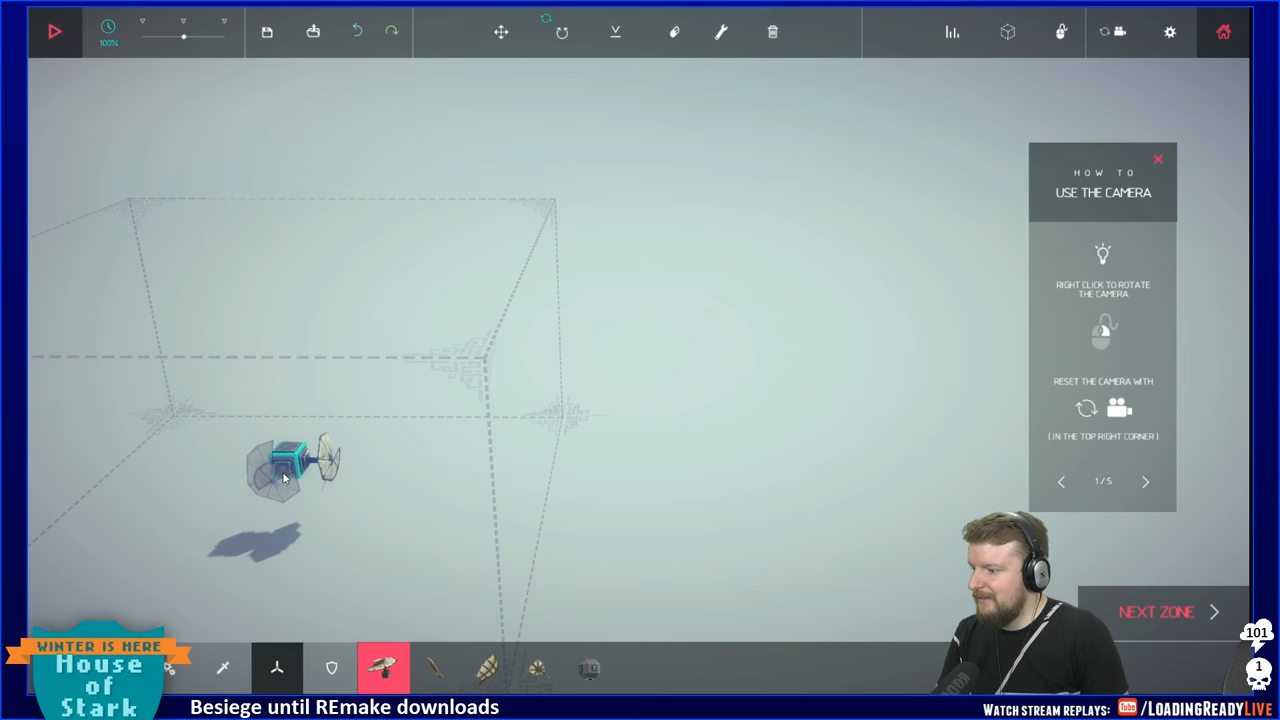 100%
HOW TO
USE THE CAMERA
RIGHT CLICK TO ROTATE
THE CAMERA
RESET THE CAMERA WITH
( IN THE TOP RIGHT CORNER )
1/5
NEXT ZONE
101
1
WINTER IS HERE
House
of
Stark
Besiege until REmake downloads
WATCH STREAM REPLAYS: You Tube /LOADINGREADYLIVE